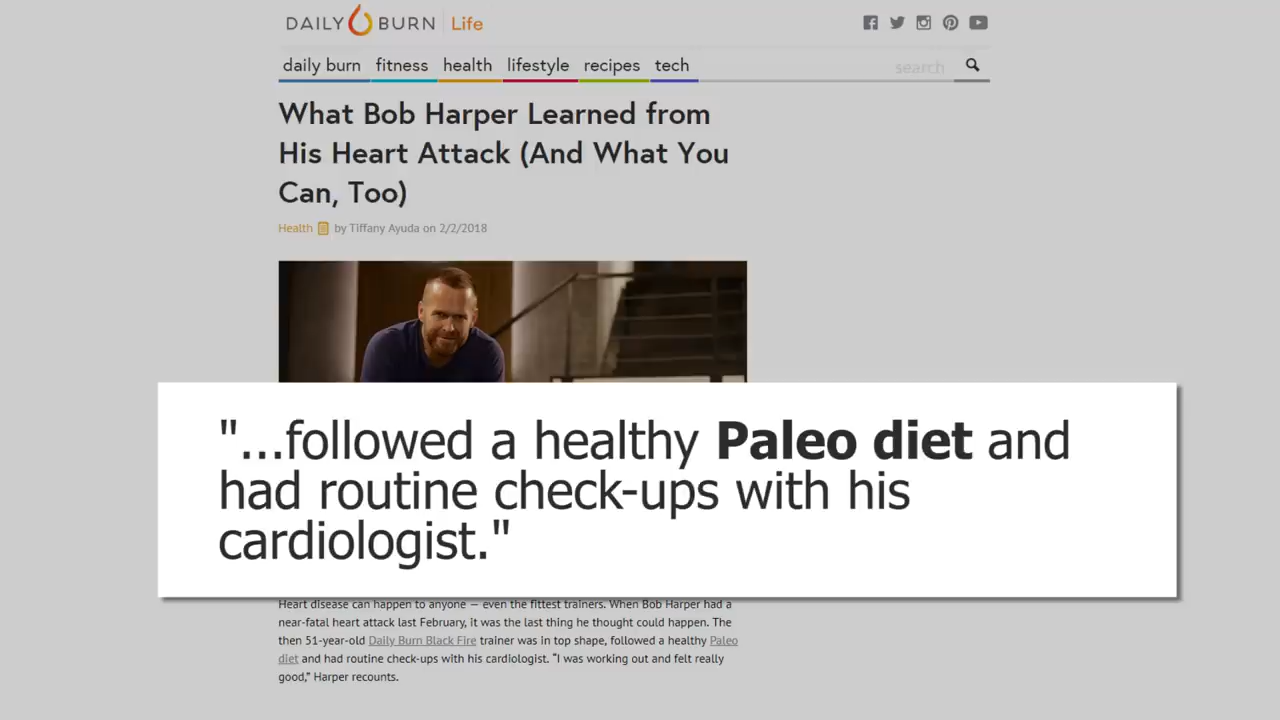 DAILY BURN Life
daily burn fitness health lifestyle recipes tech
search
What Bob Harper Learned from
His Heart Attack (And What You
Can, Too)
Health by Tiffany Ayuda on 2/2/2018
"...followed a healthy Paleo diet and
had routine check-ups with his
cardiologist."
Heart disease can happen to anyone — even the fittest trainers. When Bob Harper had a
near-fatal heart attack last February, it was the last thing he thought could happen. The
then 51-year-old Daily Burn Black Fire trainer was in top shape, followed a healthy Paleo
diet and had routine check-ups with his cardiologist. “I was working out and felt really
good,” Harper recounts.